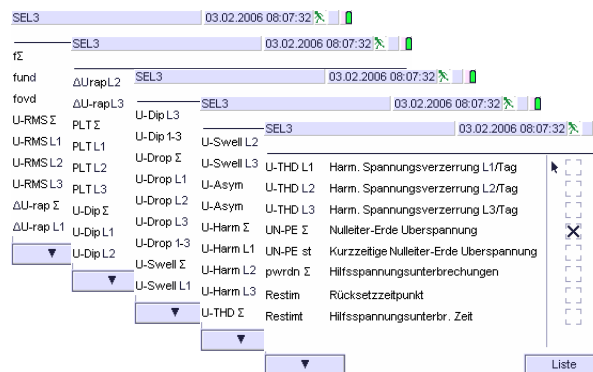 SEL3 03.02.2006 08:07:32
fΣ
fund
fovd
U-RMS Σ
U-RMS L1
U-RMS L2
U-RMS L3
ΔU-rap Σ
ΔU-rap L1
▼
SEL3 03.02.2006 08:07:32
ΔUrapL2
ΔU-rapL3
PLT Σ
PLT L1
PLT L2
PLT L3
U-Dip Σ
U-Dip L1
U-Dip L2
▼
SEL3 03.02.2006 08:07:32
U-Dip L3
U-Dip 1-3
U-Drop Σ
U-Drop L1
U-Drop L2
U-Drop L3
U-Drop 1-3
U-Swell Σ
U-Swell L1
▼
SEL3 03.02.2006 08:07:32
U-Swell L2
U-Swell L3
U-Asym
U-Asym
U-Harm Σ
U-Harm L1
U-Harm L2
U-Harm L3
U-THD Σ
▼
SEL3 03.02.2006 08:07:32
U-THD L1 Harm. Spannungsverzerrung L1/Tag
U-THD L2 Harm. Spannungsverzerrung L2/Tag
U-THD L3 Harm. Spannungsverzerrung L3/Tag
UN-PE Σ Nulleiter-Erde Uberspannung
UN-PE st Kurzzeitige Nulleiter-Erde Uberspannung
pwrdn Σ Hilfsspannungsunterbrechungen
Restim Rücksetzzeitpunkt
Restimt Hilfsspannungsunterbr. Zeit
▼ Liste